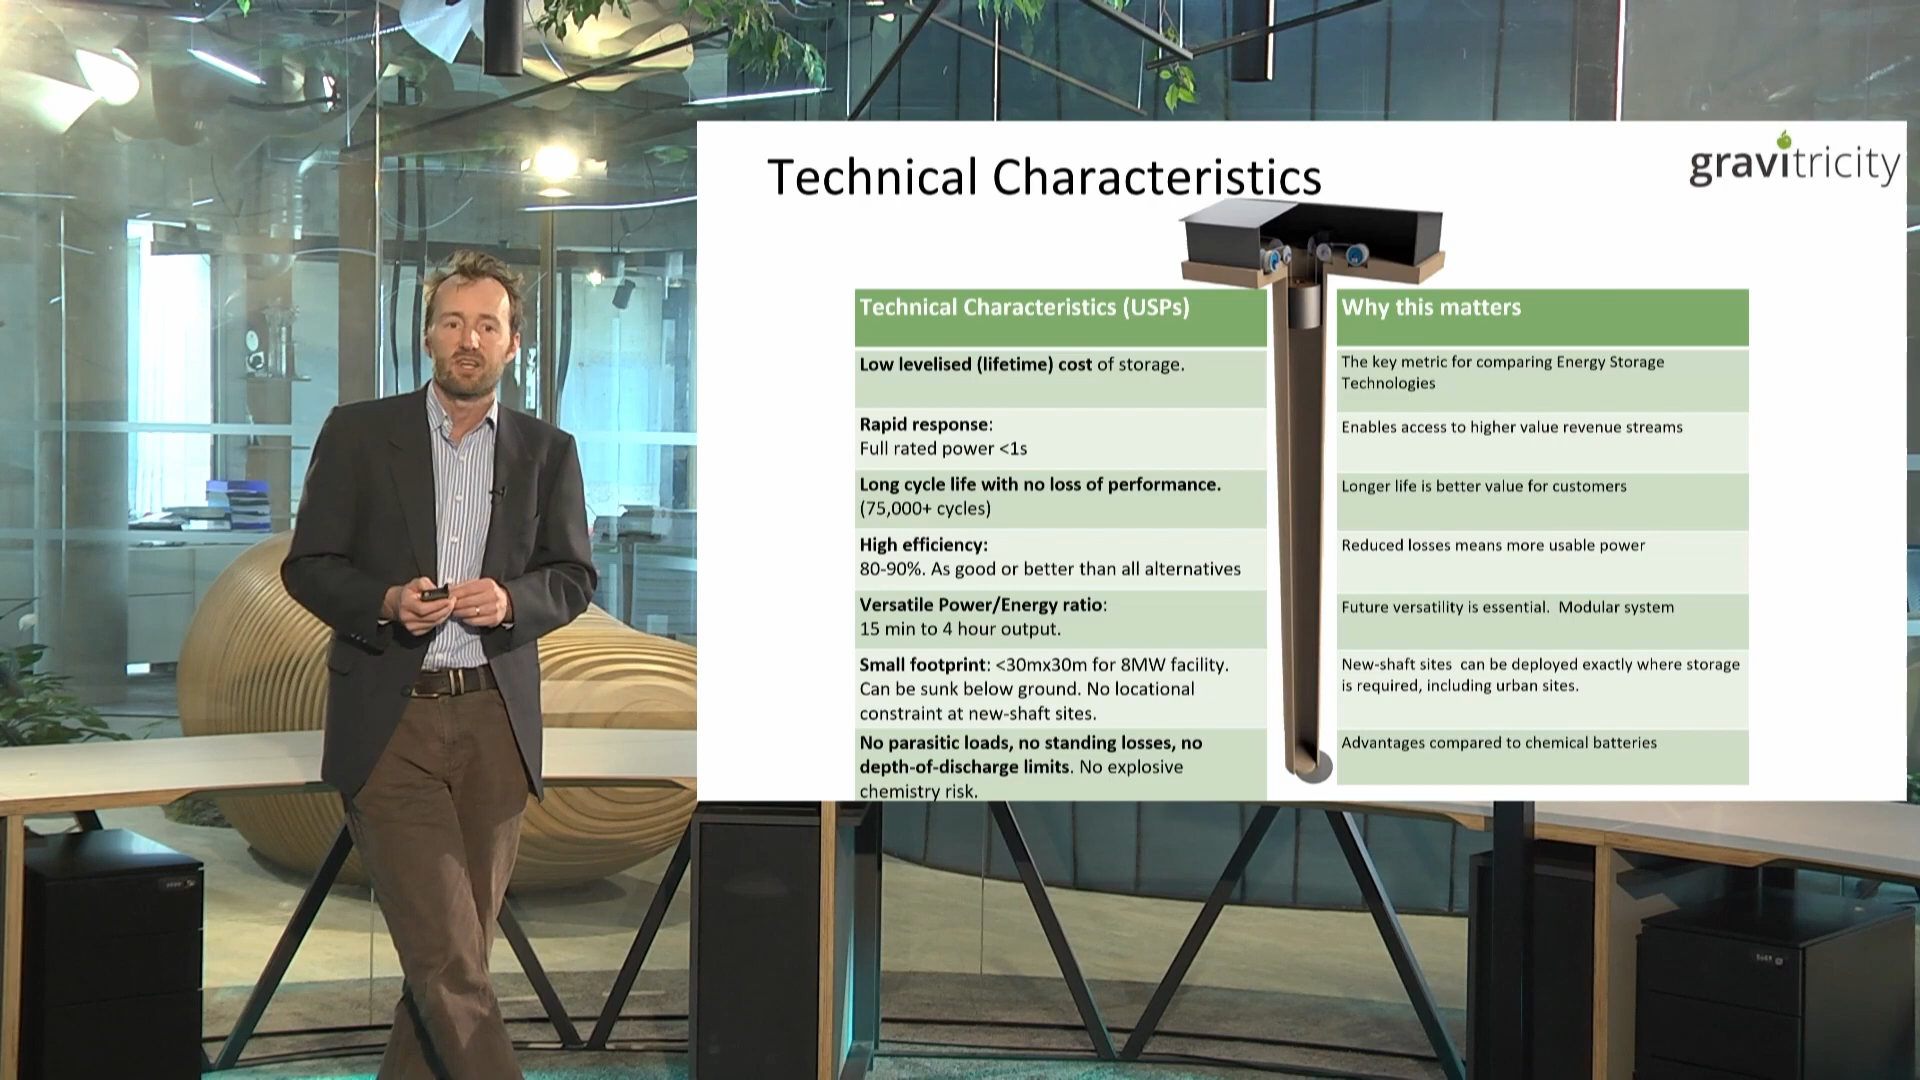 Technical Characteristics
gravitricity
Technical Characteristics (USPs)
Why this matters
Low levelised (lifetime) cost of storage.
The key metric for comparing Energy Storage
Technologies
Rapid response:
Full rated power <1s
Enables access to higher value revenue streams
Long cycle life with no loss of performance.
(75,000+ cycles)
Longer life is better value for customers
High efficiency:
80-90%. As good or better than all alternatives
Reduced losses means more usable power
Versatile Power/Energy ratio:
15 min to 4 hour output.
Future versatility is essential.  Modular system
Small footprint: <30mx30m for 8MW facility.
Can be sunk below ground. No locational
constraint at new-shaft sites.
New-shaft sites  can be deployed exactly where storage
is required, including urban sites.
No parasitic loads, no standing losses, no
depth-of-discharge limits. No explosive
chemistry risk.
Advantages compared to chemical batteries